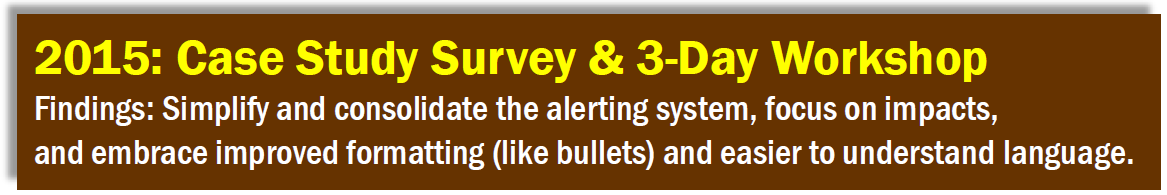 2015: Case Study Survey & 3-Day Workshop
Findings: Simplify and consolidate the alerting system, focus on impacts,
and embrace improved formatting (like bullets) and easier to understand language.